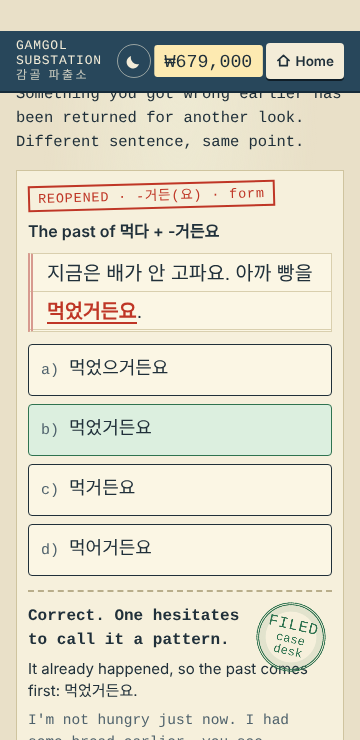 GAMGOL
SUBSTATION
감골 파출소
₩679,000
Home
Something you got wrong earlier has
been returned for another look.
Different sentence, same point.
REOPENED · -거든(요) · form
The past of 먹다 + -거든요
지금은 배가 안 고파요. 아까 빵을
먹었거든요.
a) 먹었으거든요
b) 먹었거든요
c) 먹거든요
d) 먹어거든요
Correct. One hesitates
to call it a pattern.
FILED
case
desk
It already happened, so the past comes
first: 먹었거든요.
I'm not hungry just now. I had
some bread earlier, you see